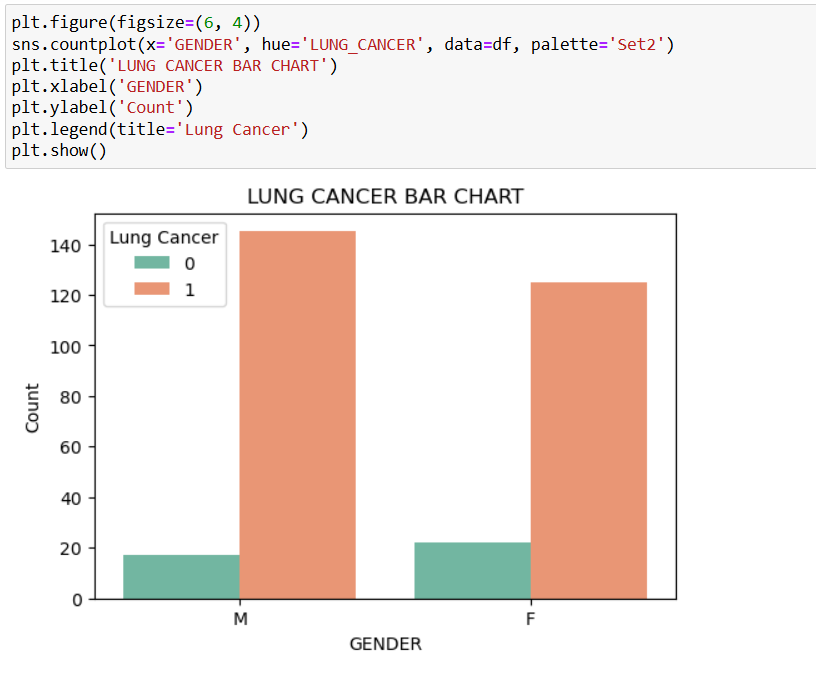 plt.figure(figsize=(6, 4))
sns.countplot(x='GENDER', hue='LUNG_CANCER', data=df, palette='Set2')
plt.title('LUNG CANCER BAR CHART')
plt.xlabel('GENDER')
plt.ylabel('Count')
plt.legend(title='Lung Cancer')
plt.show()
LUNG CANCER BAR CHART
Lung Cancer
0
1
140
120
100
80
60
40
20
0
Count
M
F
GENDER